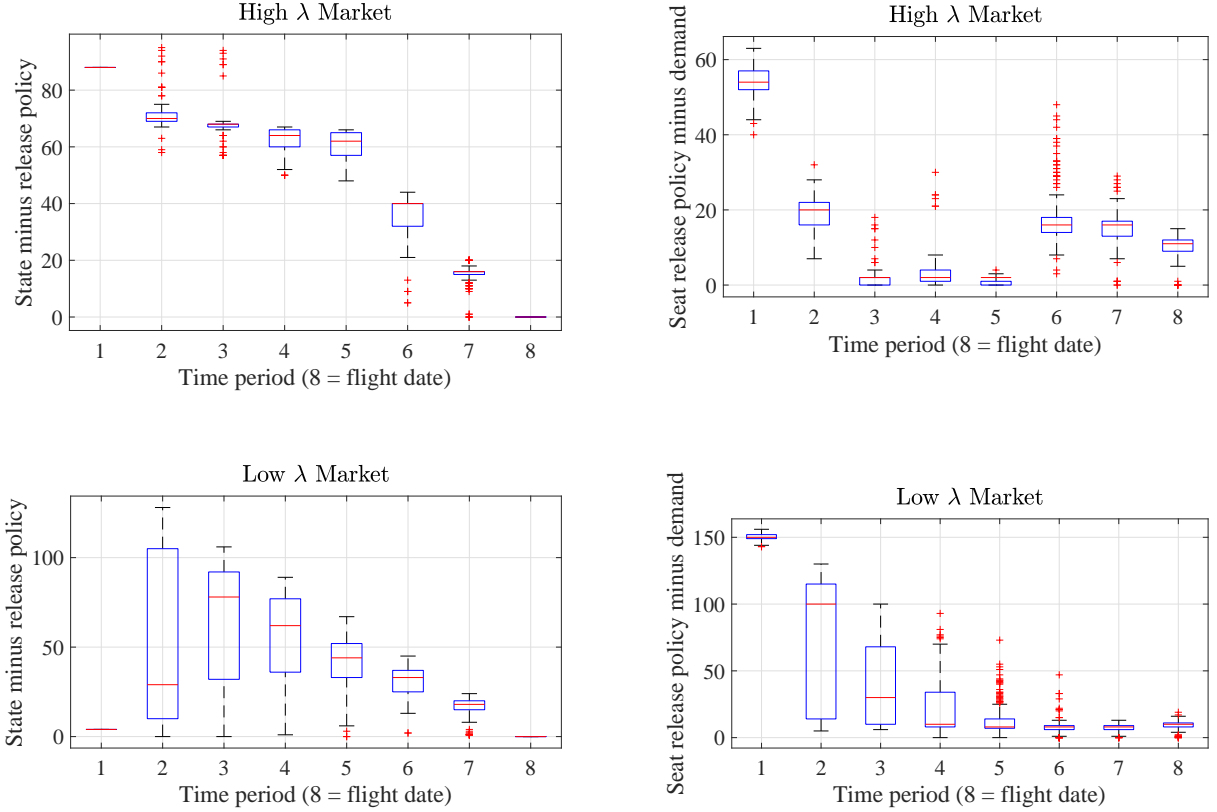 High λ Market
State minus release policy
80
60
40
20
0
1 2 3 4 5 6 7 8
Time period (8 = flight date)
High λ Market
Seat release policy minus demand
60
40
20
0
1 2 3 4 5 6 7 8
Time period (8 = flight date)
Low λ Market
State minus release policy
100
50
0
1 2 3 4 5 6 7 8
Time period (8 = flight date)
Low λ Market
Seat release policy minus demand
150
100
50
0
1 2 3 4 5 6 7 8
Time period (8 = flight date)